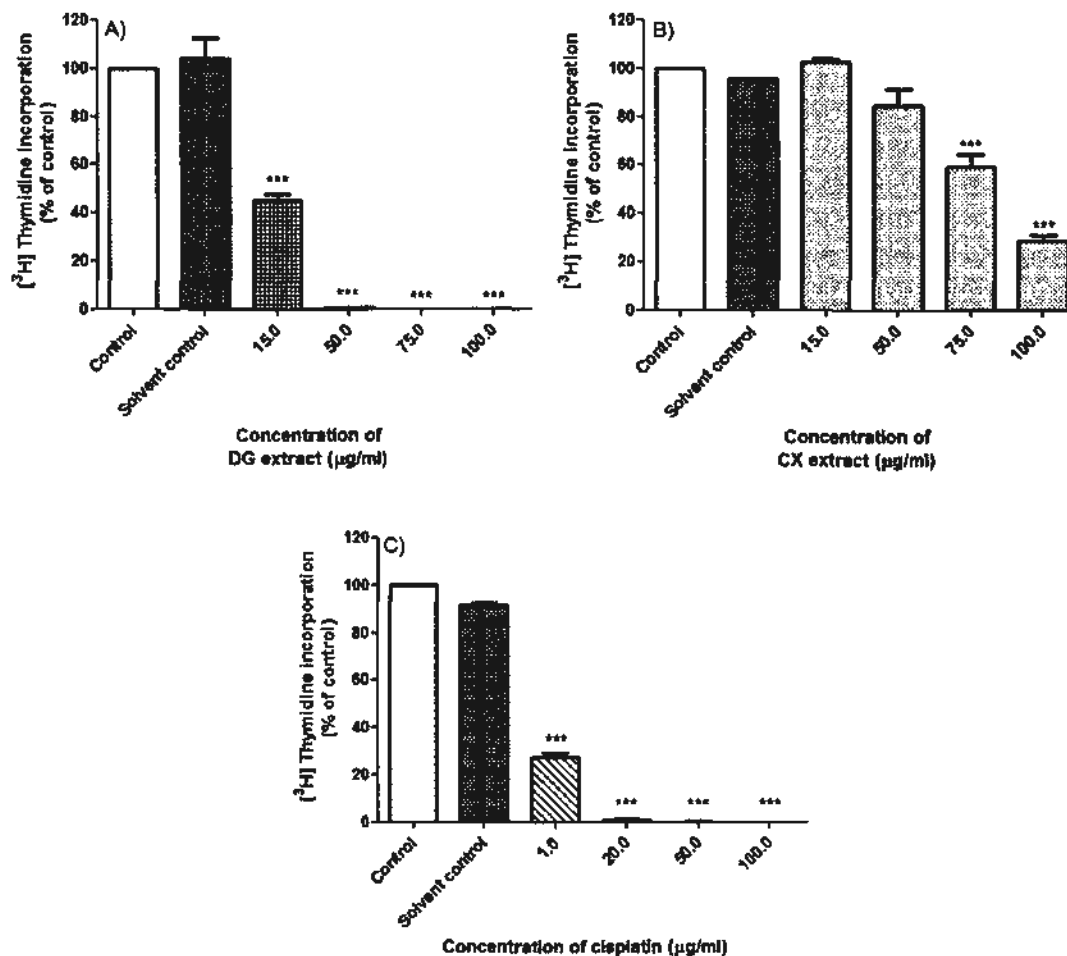 A)
[³H] Thymidine incorporation
(% of control)
120
100
80
60
40
20
0
***
***
***
***
Control
Solvent control
15.0
50.0
75.0
100.0
Concentration of
DG extract (µg/ml)
B)
[³H] Thymidine incorporation
(% of control)
120
100
80
60
40
20
0
***
***
Control
Solvent control
15.0
50.0
75.0
100.0
Concentration of
CX extract (µg/ml)
C)
[³H] Thymidine incorporation
(% of control)
120
100
80
60
40
20
0
***
***
***
***
Control
Solvent control
1.0
20.0
50.0
100.0
Concentration of cisplatin (µg/ml)